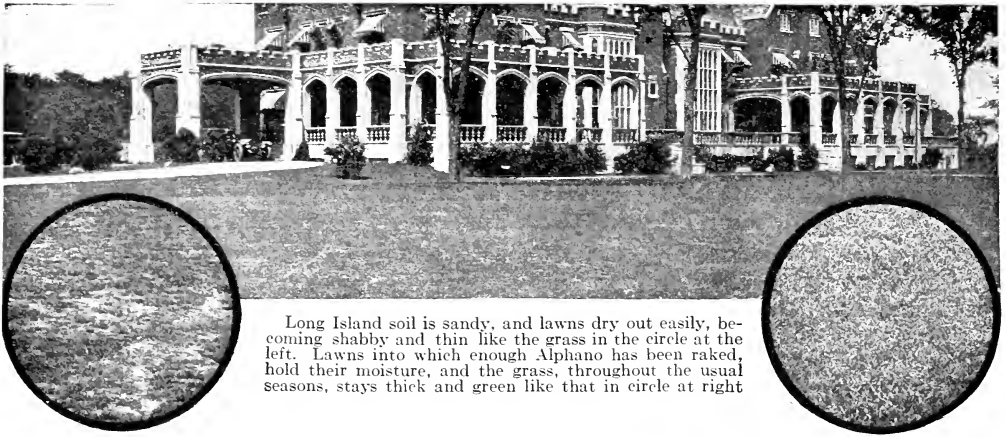 Long Island soil is sandy, and lawns dry out easily, be-
coming shabby and thin like the grass in the circle at the
left. Lawns into which enough Alphano has been raked,
hold their moisture, and the grass, throughout the usual
seasons, stays thick and green like that in circle at right